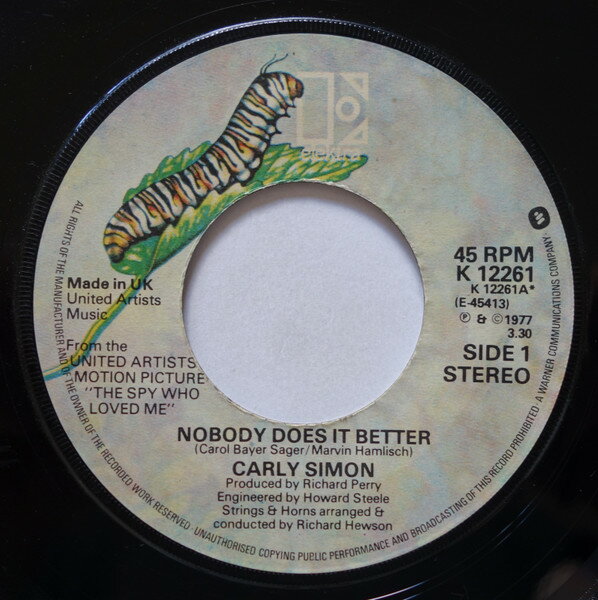 elektra
45 RPM
K 12261
K 12261A*
(E-45413)
Ⓟ & © 1977
3.30
SIDE 1
STEREO
Made in UK
United Artists
Music
From the
UNITED ARTISTS
MOTION PICTURE
"THE SPY WHO
LOVED ME"
NOBODY DOES IT BETTER
(Carol Bayer Sager/Marvin Hamlisch)
CARLY SIMON
Produced by Richard Perry
Engineered by Howard Steele
Strings & Horns arranged &
conducted by Richard Hewson
ALL RIGHTS OF THE MANUFACTURER AND OF THE OWNER OF THE RECORDED WORK RESERVED · UNAUTHORISED COPYING PUBLIC PERFORMANCE AND BROADCASTING OF THIS RECORD PROHIBITED · A WARNER COMMUNICATIONS COMPANY ·